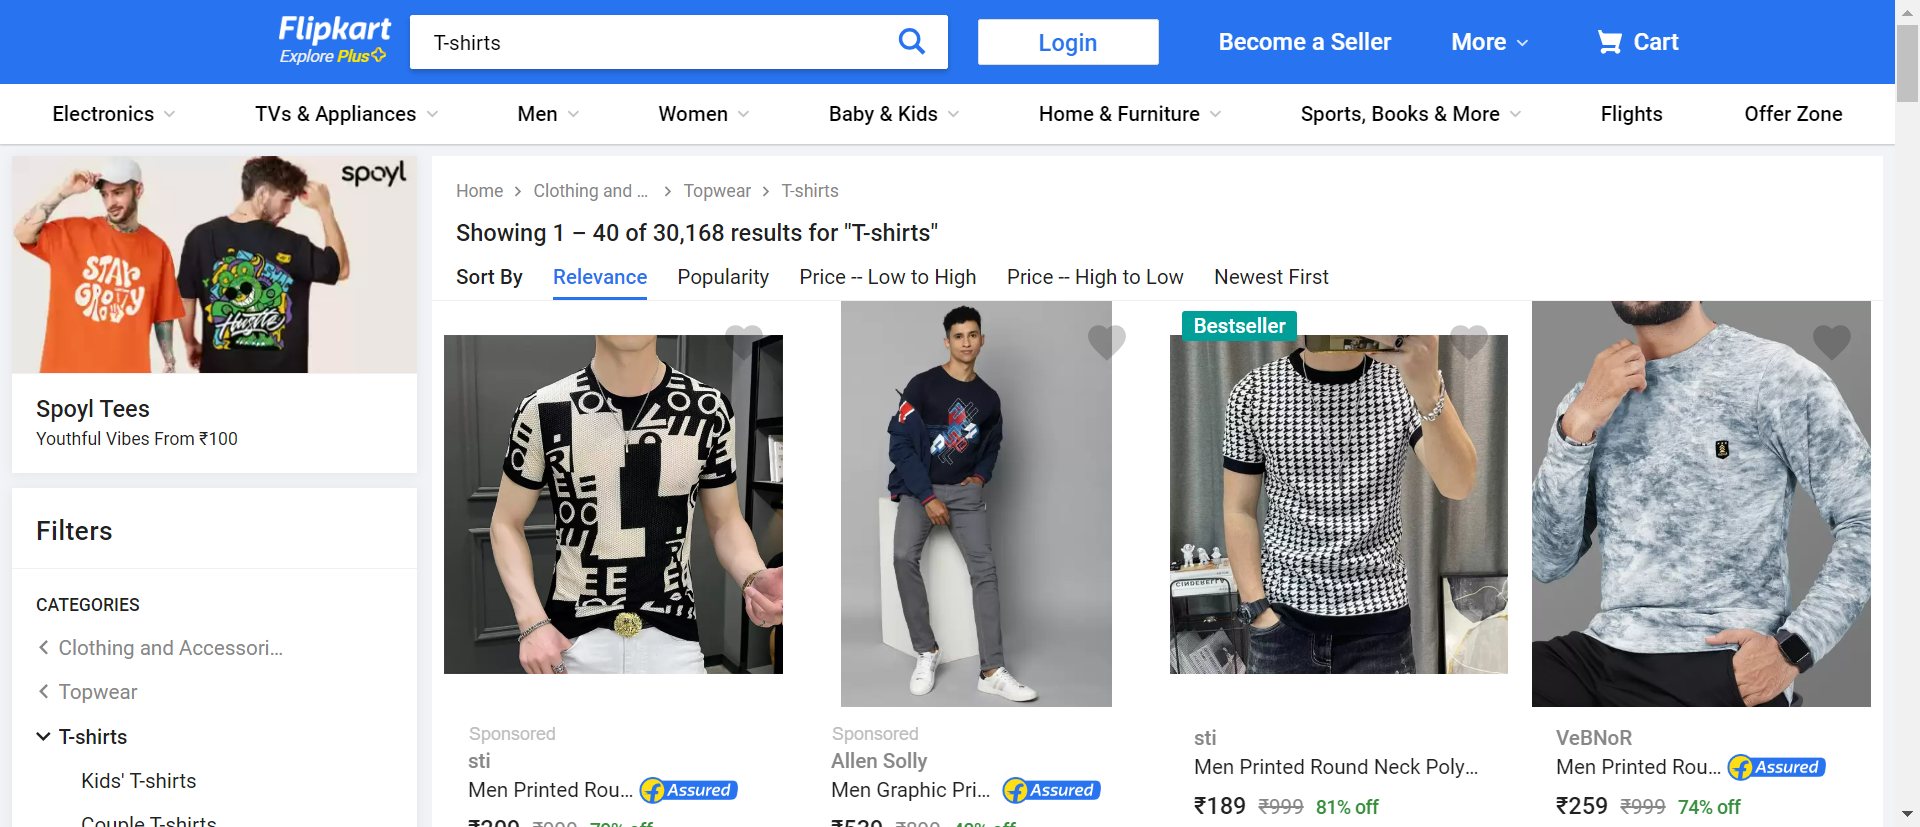 Flipkart
Explore Plus
T-shirts
Login
Become a Seller
More
Cart
Electronics
TVs & Appliances
Men
Women
Baby & Kids
Home & Furniture
Sports, Books & More
Flights
Offer Zone
spoyl
STAY
GROOVY
Hustle
Spoyl Tees
Youthful Vibes From ₹100
Filters
CATEGORIES
Clothing and Accessori...
Topwear
T-shirts
Kids' T-shirts
Couple T-shirts
Home
Clothing and ...
Topwear
T-shirts
Showing 1 – 40 of 30,168 results for "T-shirts"
Sort By
Relevance
Popularity
Price -- Low to High
Price -- High to Low
Newest First
Sponsored
sti
Men Printed Rou...
Assured
Sponsored
Allen Solly
Men Graphic Pri...
Assured
Bestseller
CINDERELLA
sti
Men Printed Round Neck Poly...
₹189 ₹999 81% off
VeBNoR
Men Printed Rou...
Assured
₹259 ₹999 74% off